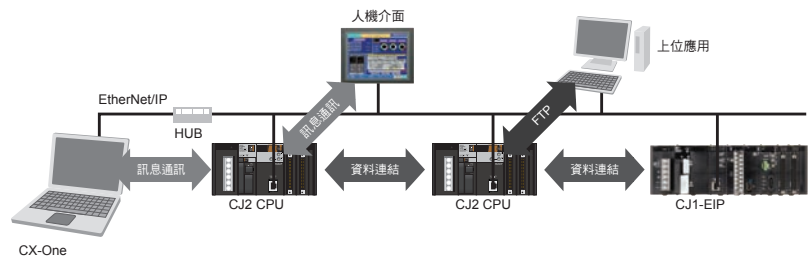 人機介面
上位應用
EtherNet/IP
HUB
訊息通訊
FTP
訊息通訊
資料連結
資料連結
CJ2 CPU
CJ2 CPU
CJ1-EIP
CX-One